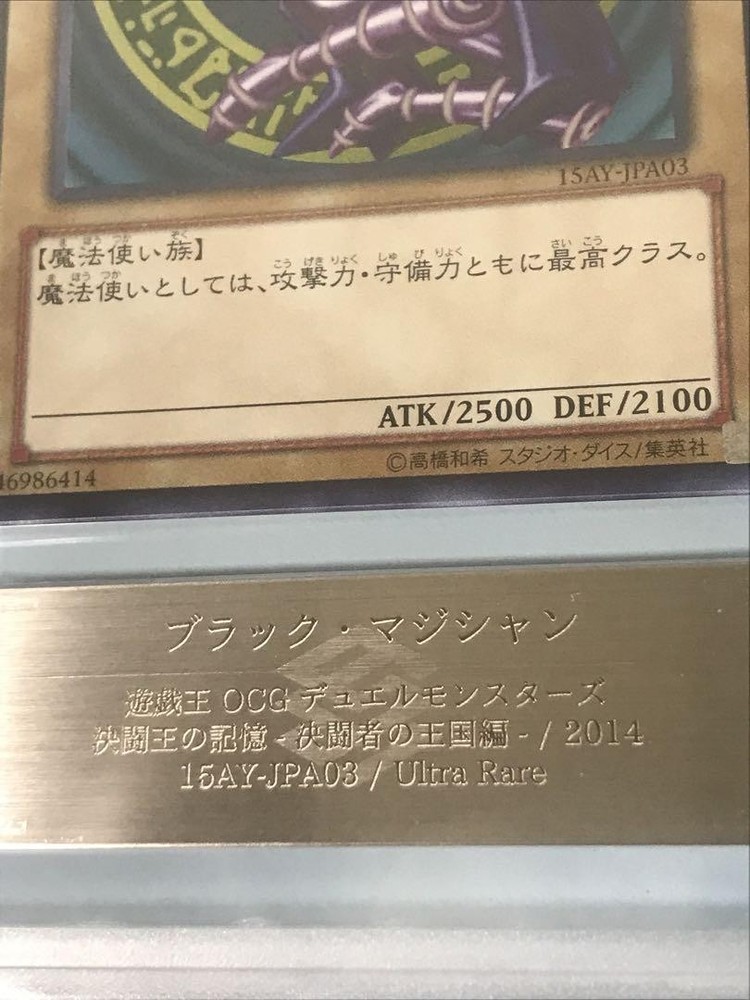 15AY-JPA03
【魔法使い族】
魔法使いとしては、攻撃力・守備力ともに最高クラス。
ATK/2500 DEF/2100
©高橋和希 スタジオ・ダイス/集英社
46986414
ブラック・マジシャン
遊戯王 OCG デュエルモンスターズ
決闘王の記憶 - 決闘者の王国編 - / 2014
15AY-JPA03 / Ultra Rare